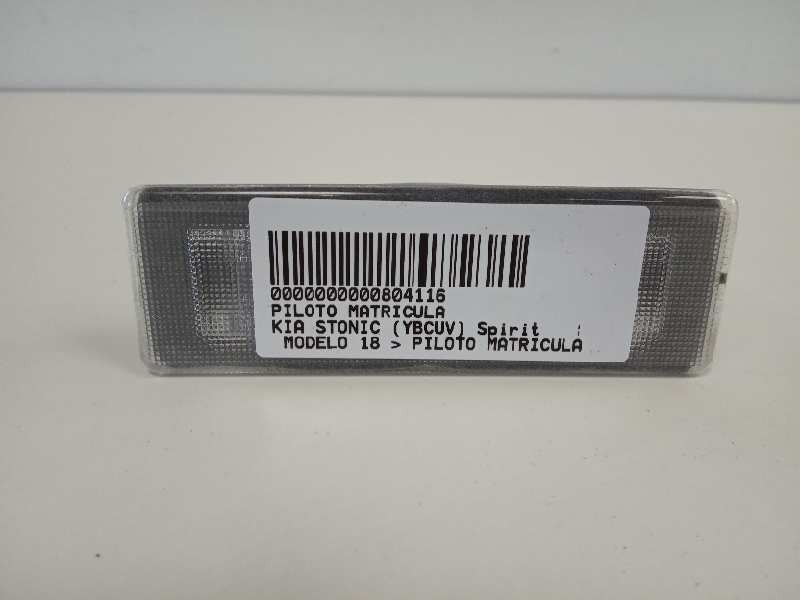 0000000000804116
PILOTO MATRICULA
KIA STONIC (YBCUV) Spirit
MODELO 18 > PILOTO MATRICULA